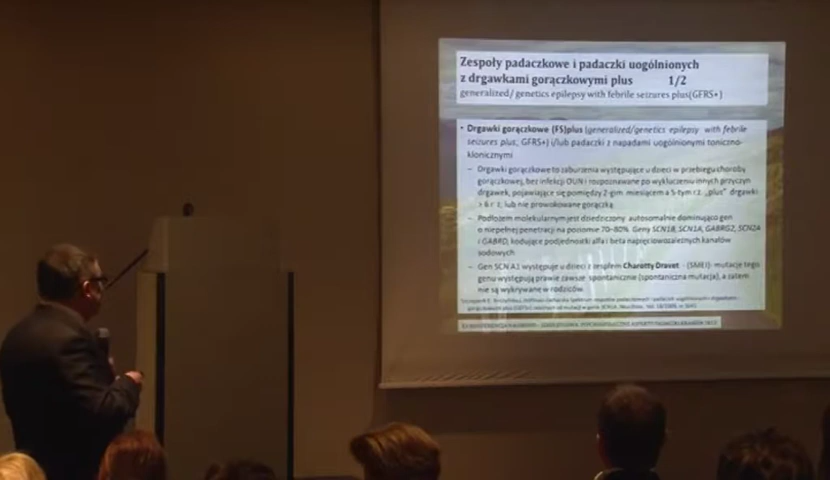 Zespoły padaczkowe i padaczki uogólnionych
z drgawkami gorączkowymi plus 1/2
generalized/ genetics epilepsy with febrile seizures plus(GFRS+)
• Drgawki gorączkowe (FS)plus (generalized/genetics epilepsy with febrile
seizures plus; GFRS+) i/lub padaczki z napadami uogólnionymi toniczno-
klonicznymi
– Drgawki gorączkowe to zaburzenia występujące u dzieci w przebiegu choroby
gorączkowej, bez infekcji OUN i rozpoznawane po wykluczeniu innych przyczyn
drgawek, pojawiające się pomiędzy 2-gim miesiącem a 5-tym r.ż. „plus” drgawki
> 6 r. ż. lub nie prowokowane gorączką
– Podłożem molekularnym jest dziedziczony autosomalnie dominująco gen
o niepełnej penetracji na poziomie 70-80%. Geny SCN1B, SCN1A, GABRG2, SCN2A
i GABRD, kodujące podjednostki alfa i beta napięciowozależnych kanałów
sodowych
– Gen SCN A1 występuje u dzieci z zespołem Charotty Dravet - (SMEI)- mutacje tego
genu występują prawie zawsze spontanicznie (spontaniczna mutacja), a zatem
nie są wykrywane w rodziców.